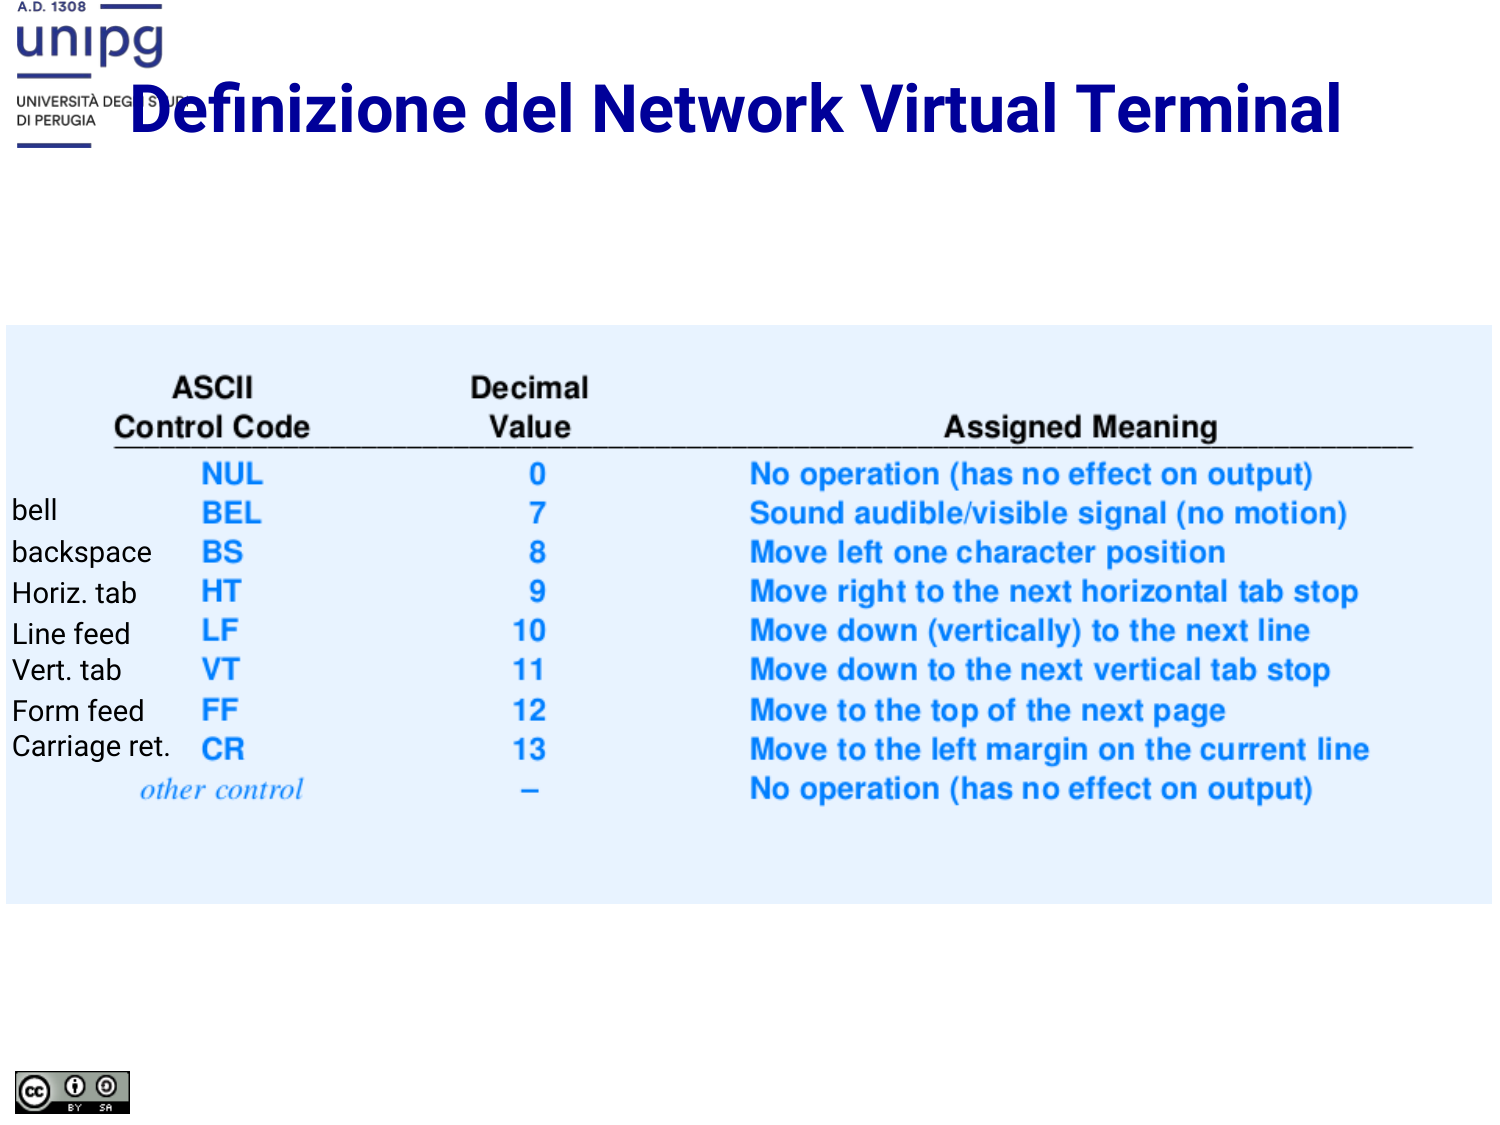 A.D. 1308
unipg
UNIVERSITÀ DEGLI STUDI
DI PERUGIA
Definizione del Network Virtual Terminal
ASCII Decimal
Control Code Value Assigned Meaning
NUL 0 No operation (has no effect on output)
bell BEL 7 Sound audible/visible signal (no motion)
backspace BS 8 Move left one character position
Horiz. tab HT 9 Move right to the next horizontal tab stop
Line feed LF 10 Move down (vertically) to the next line
Vert. tab VT 11 Move down to the next vertical tab stop
Form feed FF 12 Move to the top of the next page
Carriage ret. CR 13 Move to the left margin on the current line
other control – No operation (has no effect on output)
cc BY SA